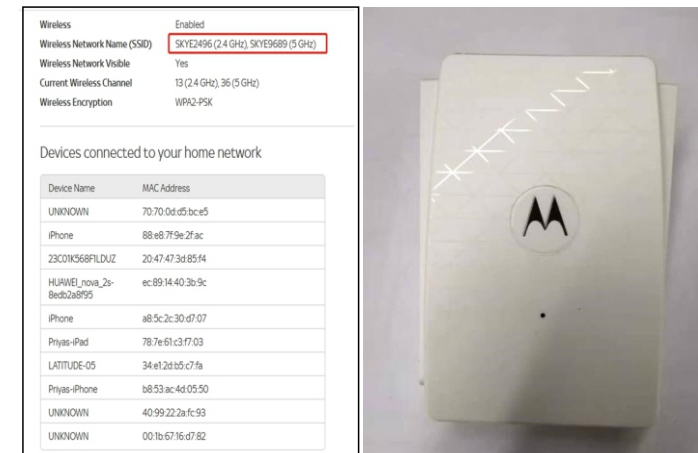 Wireless Enabled
Wireless Network Name (SSID) SKYE2496 (2.4 GHz), SKYE9689 (5 GHz)
Wireless Network Visible Yes
Current Wireless Channel 13 (2.4 GHz), 36 (5 GHz)
Wireless Encryption WPA2-PSK
Devices connected to your home network
Device Name MAC Address
UNKNOWN 70:70:0d:d5:bc:e5
iPhone 88:e8:7f:9e:2f:ac
23C01K568F1LDUZ 20:47:47:3d:85:f4
HUAWEI_nova_2s- ec:89:14:40:3b:9c
8edb2a8f95
iPhone a8:5c:2c:30:d7:07
Priyas-iPad 78:7e:61:c3:f7:03
LATITUDE-05 34:e1:2d:b5:c7:fa
Priyas-iPhone b8:53:ac:4d:05:50
UNKNOWN 40:99:22:2a:fc:93
UNKNOWN 00:1b:67:16:d7:82